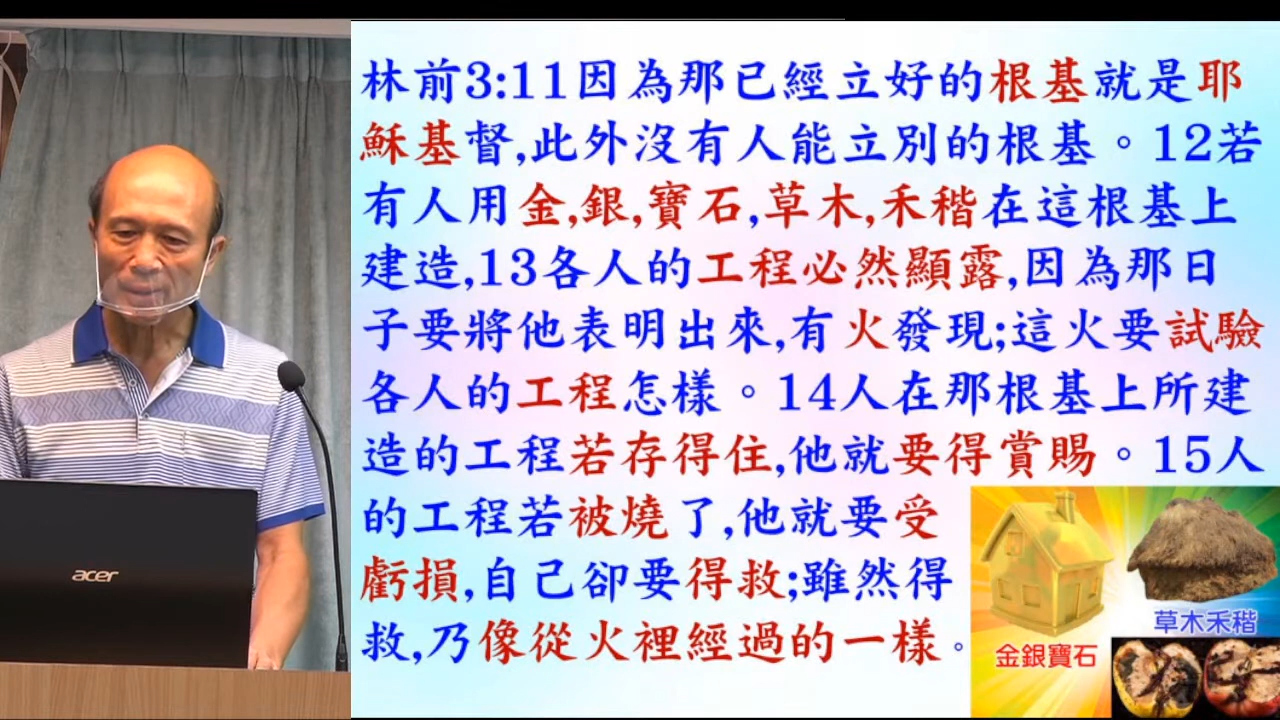 林前3:11因為那已經立好的根基就是耶
穌基督,此外沒有人能立別的根基。12若
有人用金,銀,寶石,草木,禾稭在這根基上
建造,13各人的工程必然顯露,因為那日
子要將他表明出來,有火發現;這火要試驗
各人的工程怎樣。14人在那根基上所建
造的工程若存得住,他就要得賞賜。15人
的工程若被燒了,他就要受
虧損,自己卻要得救;雖然得
救,乃像從火裡經過的一樣。
草木禾稭
金銀寶石
acer